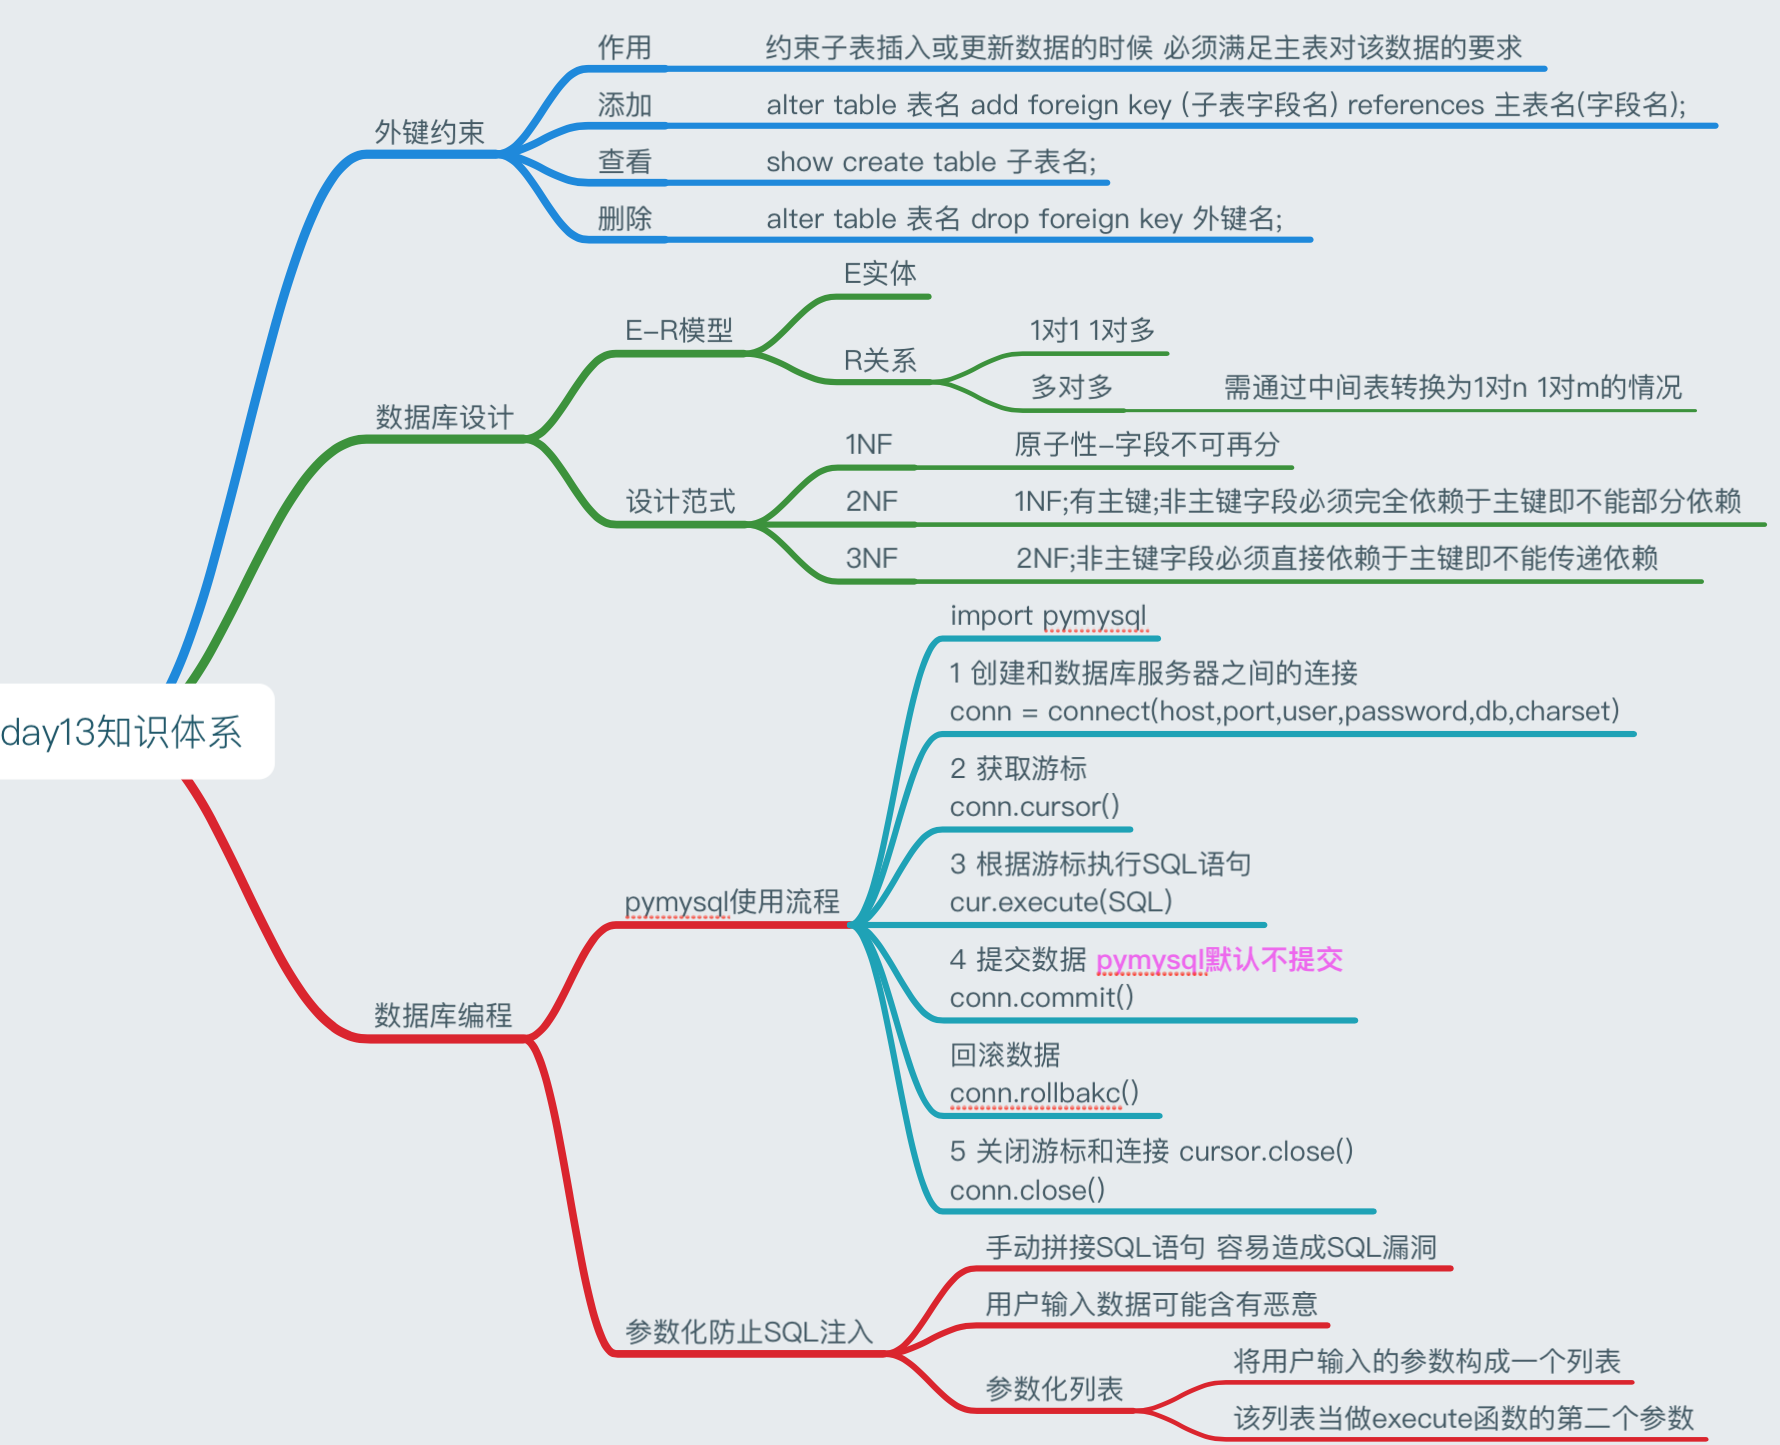 day13知识体系
外键约束
作用
约束子表插入或更新数据的时候 必须满足主表对该数据的要求
添加
alter table 表名 add foreign key (子表字段名) references 主表名(字段名);
查看
show create table 子表名;
删除
alter table 表名 drop foreign key 外键名;
数据库设计
E-R模型
E实体
R关系
1对1 1对多
多对多
需通过中间表转换为1对n 1对m的情况
设计范式
1NF
原子性-字段不可再分
2NF
1NF;有主键;非主键字段必须完全依赖于主键即不能部分依赖
3NF
2NF;非主键字段必须直接依赖于主键即不能传递依赖
数据库编程
pymysql使用流程
import pymysql
1 创建和数据库服务器之间的连接
conn = connect(host,port,user,password,db,charset)
2 获取游标
conn.cursor()
3 根据游标执行SQL语句
cur.execute(SQL)
4 提交数据 pymysql默认不提交
conn.commit()
回滚数据
conn.rollbakc()
5 关闭游标和连接 cursor.close()
conn.close()
参数化防止SQL注入
手动拼接SQL语句 容易造成SQL漏洞
用户输入数据可能含有恶意
参数化列表
将用户输入的参数构成一个列表
该列表当做execute函数的第二个参数